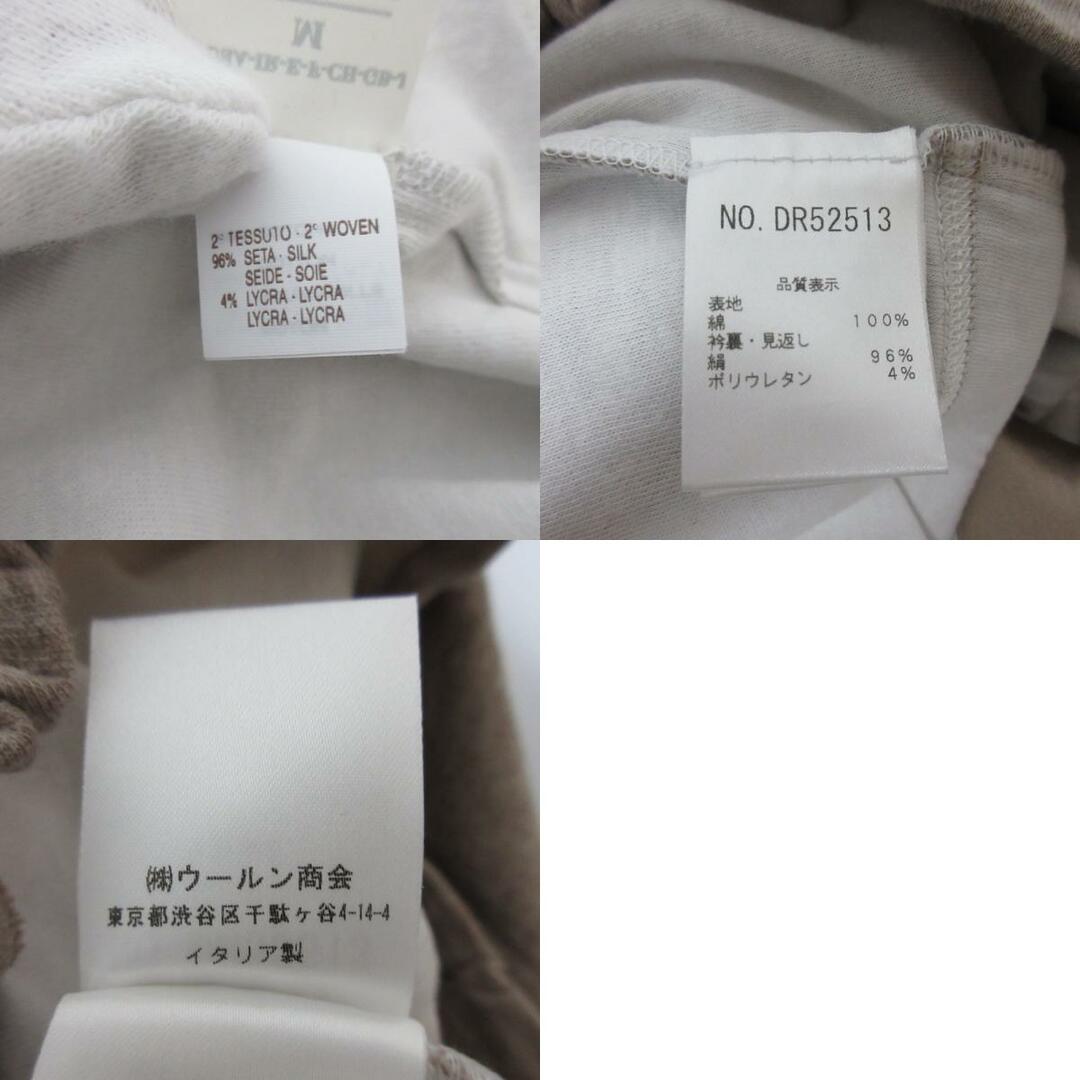 M
2° TESSUTO - 2° WOVEN
96% SETA - SILK
SEIDE - SOIE
4% LYCRA - LYCRA
LYCRA - LYCRA
NO. DR52513
品質表示
表地
綿 100%
衿裏・見返し
絹 96%
ポリウレタン 4%
㈱ウールン商会
東京都渋谷区千駄ヶ谷4-14-4
イタリア製